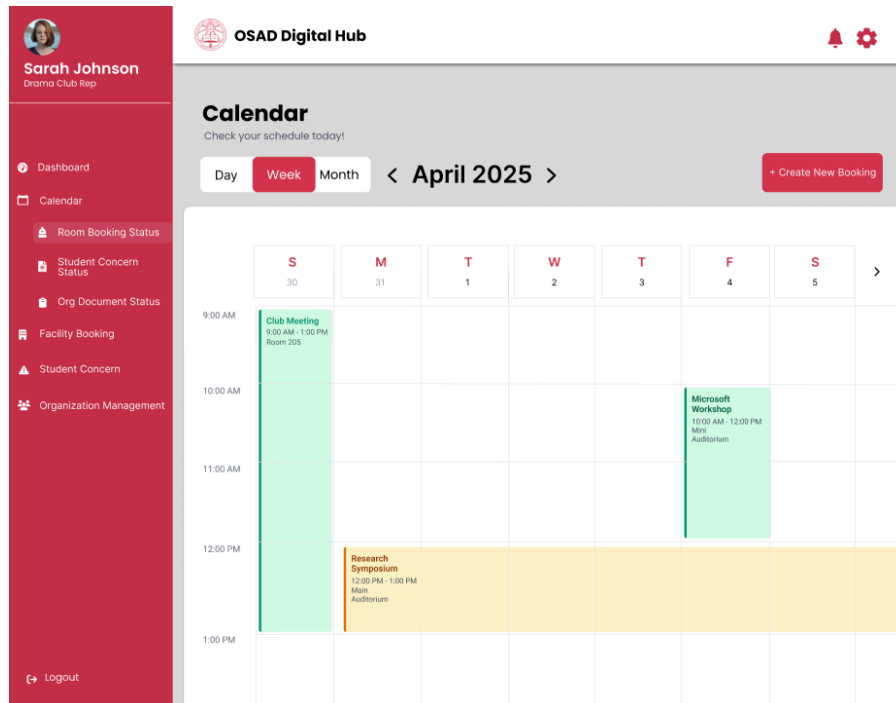 Sarah Johnson
Drama Club Rep
Dashboard
Calendar
Room Booking Status
Student Concern
Status
Org Document Status
Facility Booking
Student Concern
Organization Management
Logout
OSAD Digital Hub
Calendar
Check your schedule today!
Day Week Month < April 2025 >
+ Create New Booking
S M T W T F S
30 31 1 2 3 4 5
9:00 AM
Club Meeting
9:00 AM - 1:00 PM
Room 205
10:00 AM
Microsoft
Workshop
10:00 AM - 12:00 PM
Mini
Auditorium
11:00 AM
12:00 PM
Research
Symposium
12:00 PM - 1:00 PM
Main
Auditorium
1:00 PM